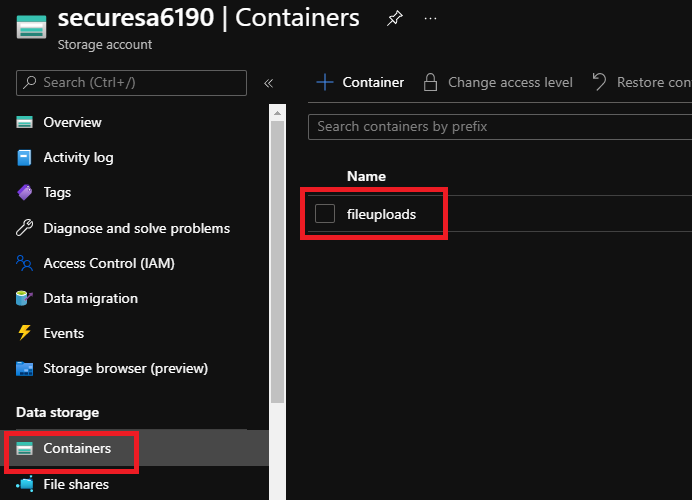 securesa6190 | Containers
Storage account
Search (Ctrl+/)
Overview
Activity log
Tags
Diagnose and solve problems
Access Control (IAM)
Data migration
Events
Storage browser (preview)
Data storage
Containers
File shares
Container
Change access level
Restore con
Search containers by prefix
Name
fileuploads